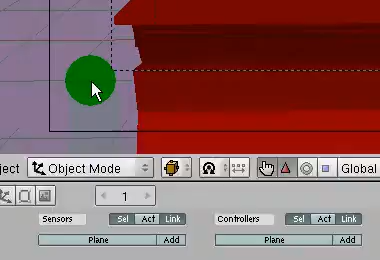 ject Object Mode Global
1
Sensors Sel Act Link Controllers Sel Act Link
Plane Add Plane Add